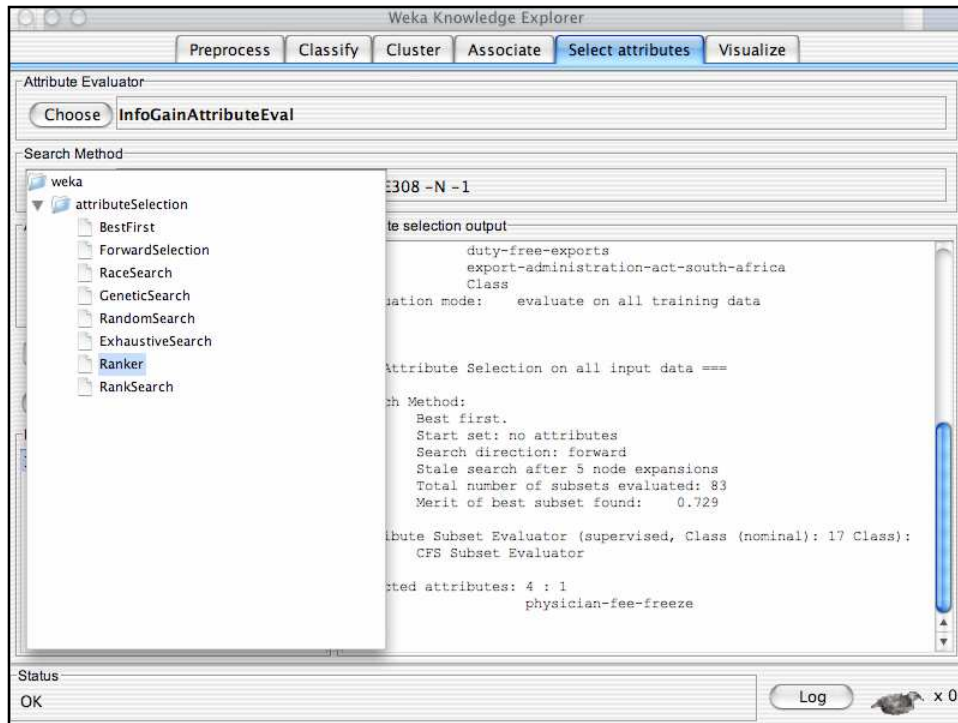 Weka Knowledge Explorer
Preprocess Classify Cluster Associate Select attributes Visualize
Attribute Evaluator
Choose InfoGainAttributeEval
Search Method
308 -N -1
weka
attributeSelection
BestFirst
ForwardSelection
RaceSearch
GeneticSearch
RandomSearch
ExhaustiveSearch
Ranker
RankSearch
te selection output
duty-free-exports
export-administration-act-south-africa
Class
uation mode: evaluate on all training data
Attribute Selection on all input data ===
ch Method:
Best first.
Start set: no attributes
Search direction: forward
Stale search after 5 node expansions
Total number of subsets evaluated: 83
Merit of best subset found: 0.729
ibute Subset Evaluator (supervised, Class (nominal): 17 Class):
CFS Subset Evaluator
cted attributes: 4 : 1
physician-fee-freeze
Status
OK
Log
x 0